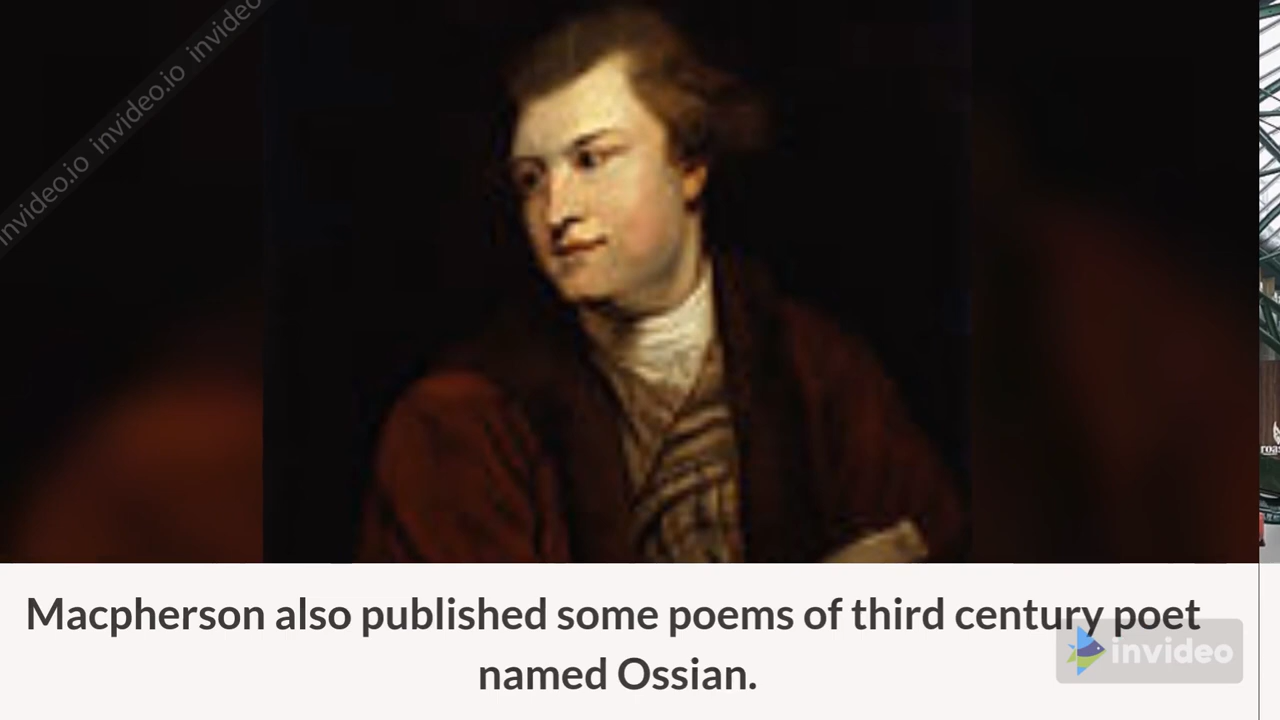 invideo.io invideo.io invideo
Macpherson also published some poems of third century poet
named Ossian.
invideo